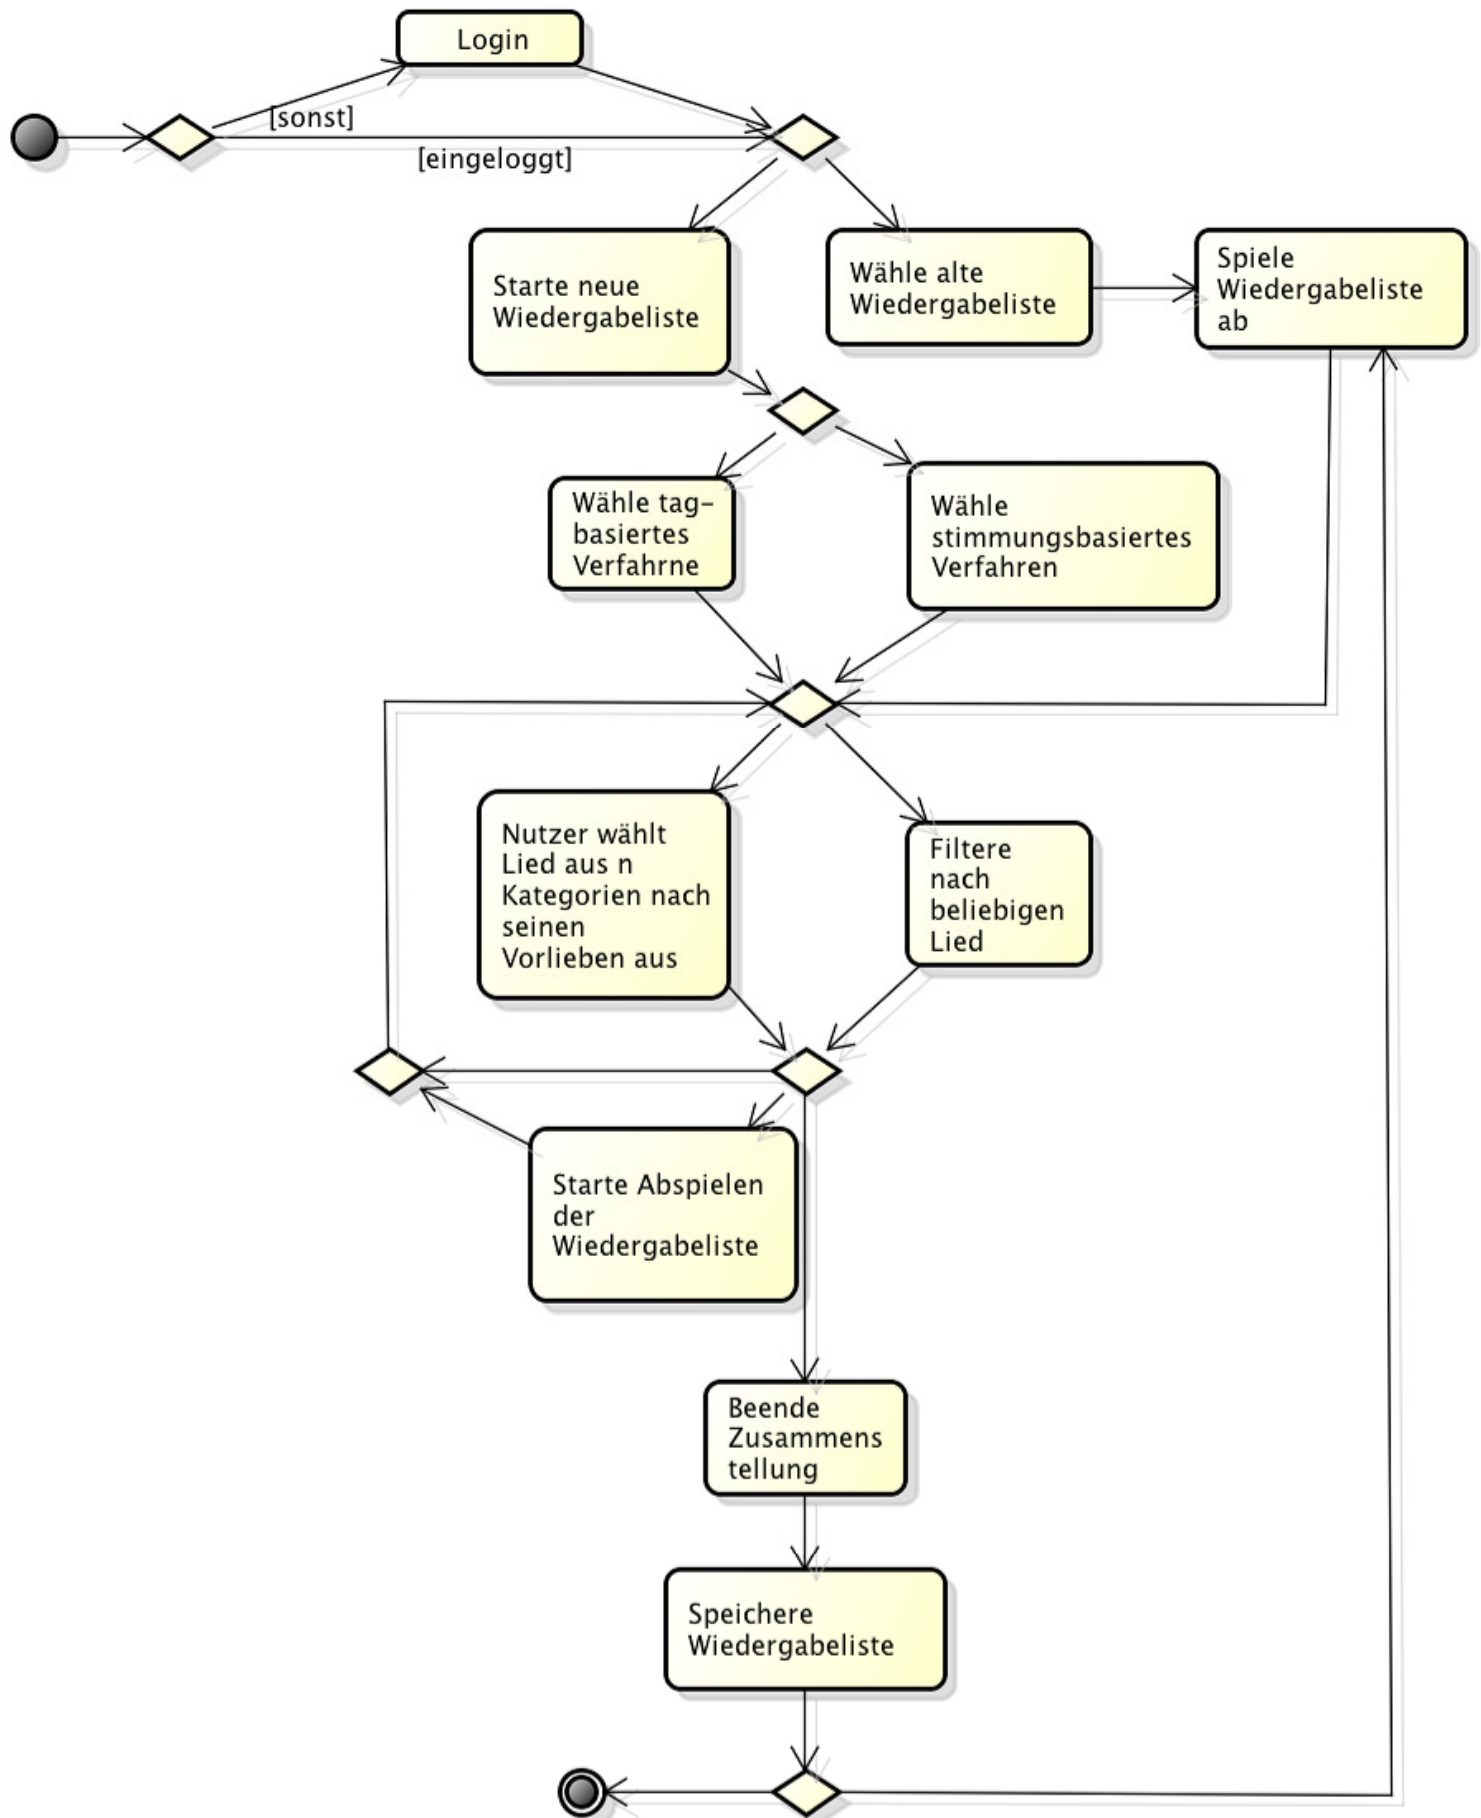 Login
[sonst]
[eingeloggt]
Starte neue
Wiedergabeliste
Wähle alte
Wiedergabeliste
Spiele
Wiedergabeliste
ab
Wähle tag-
basiertes
Verfahrne
Wähle
stimmungsbasiertes
Verfahren
Nutzer wählt
Lied aus n
Kategorien nach
seinen
Vorlieben aus
Filtere
nach
beliebigen
Lied
Starte Abspielen
der
Wiedergabeliste
Beende
Zusammens
tellung
Speichere
Wiedergabeliste